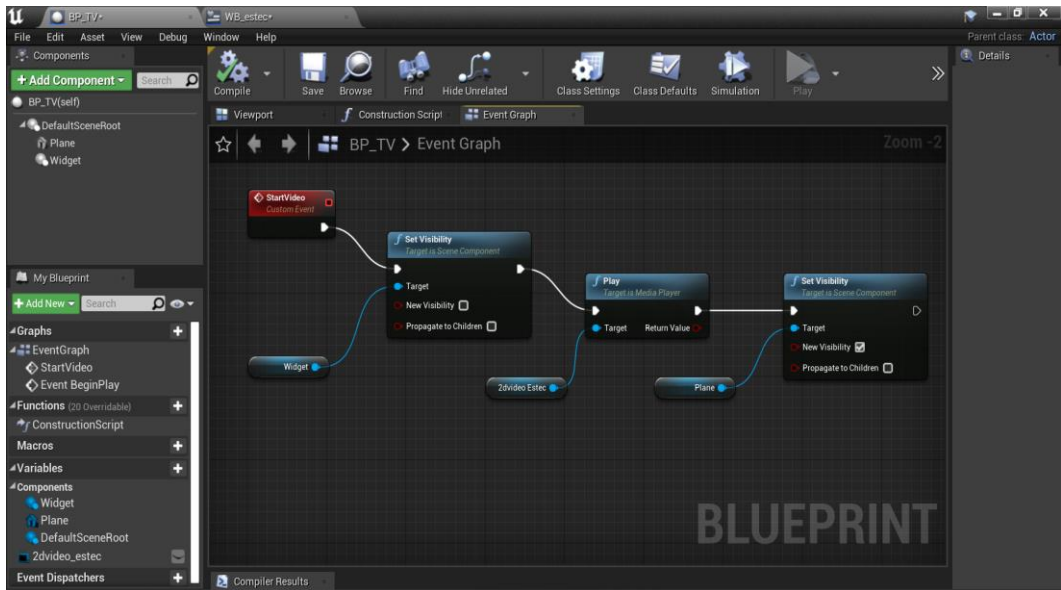 BP_TV*
WB_estec*
File Edit Asset View Debug Window Help
Parent class: Actor
Components
+ Add Component
Search
BP_TV(self)
DefaultSceneRoot
Plane
Widget
Compile
Save
Browse
Find
Hide Unrelated
Class Settings
Class Defaults
Simulation
Play
Details
Viewport
Construction Script
Event Graph
BP_TV > Event Graph
Zoom -2
StartVideo
Custom Event
Set Visibility
Target is Scene Component
Target
New Visibility
Propagate to Children
Widget
Play
Target is Media Player
Target Return Value
2dvideo Estec
Set Visibility
Target is Scene Component
Target
New Visibility
Propagate to Children
Plane
BLUEPRINT
My Blueprint
+ Add New
Search
Graphs
EventGraph
StartVideo
Event BeginPlay
Functions (20 Overridable)
ConstructionScript
Macros
Variables
Components
Widget
Plane
DefaultSceneRoot
2dvideo_estec
Event Dispatchers
Compiler Results